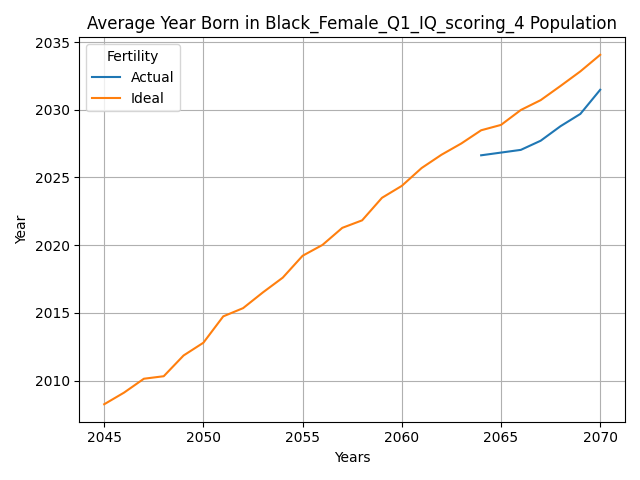 Average Year Born in Black_Female_Q1_IQ_scoring_4 Population
Fertility
Actual
Ideal
2035
2030
2025
2020
2015
2010
Year
2045 2050 2055 2060 2065 2070
Years